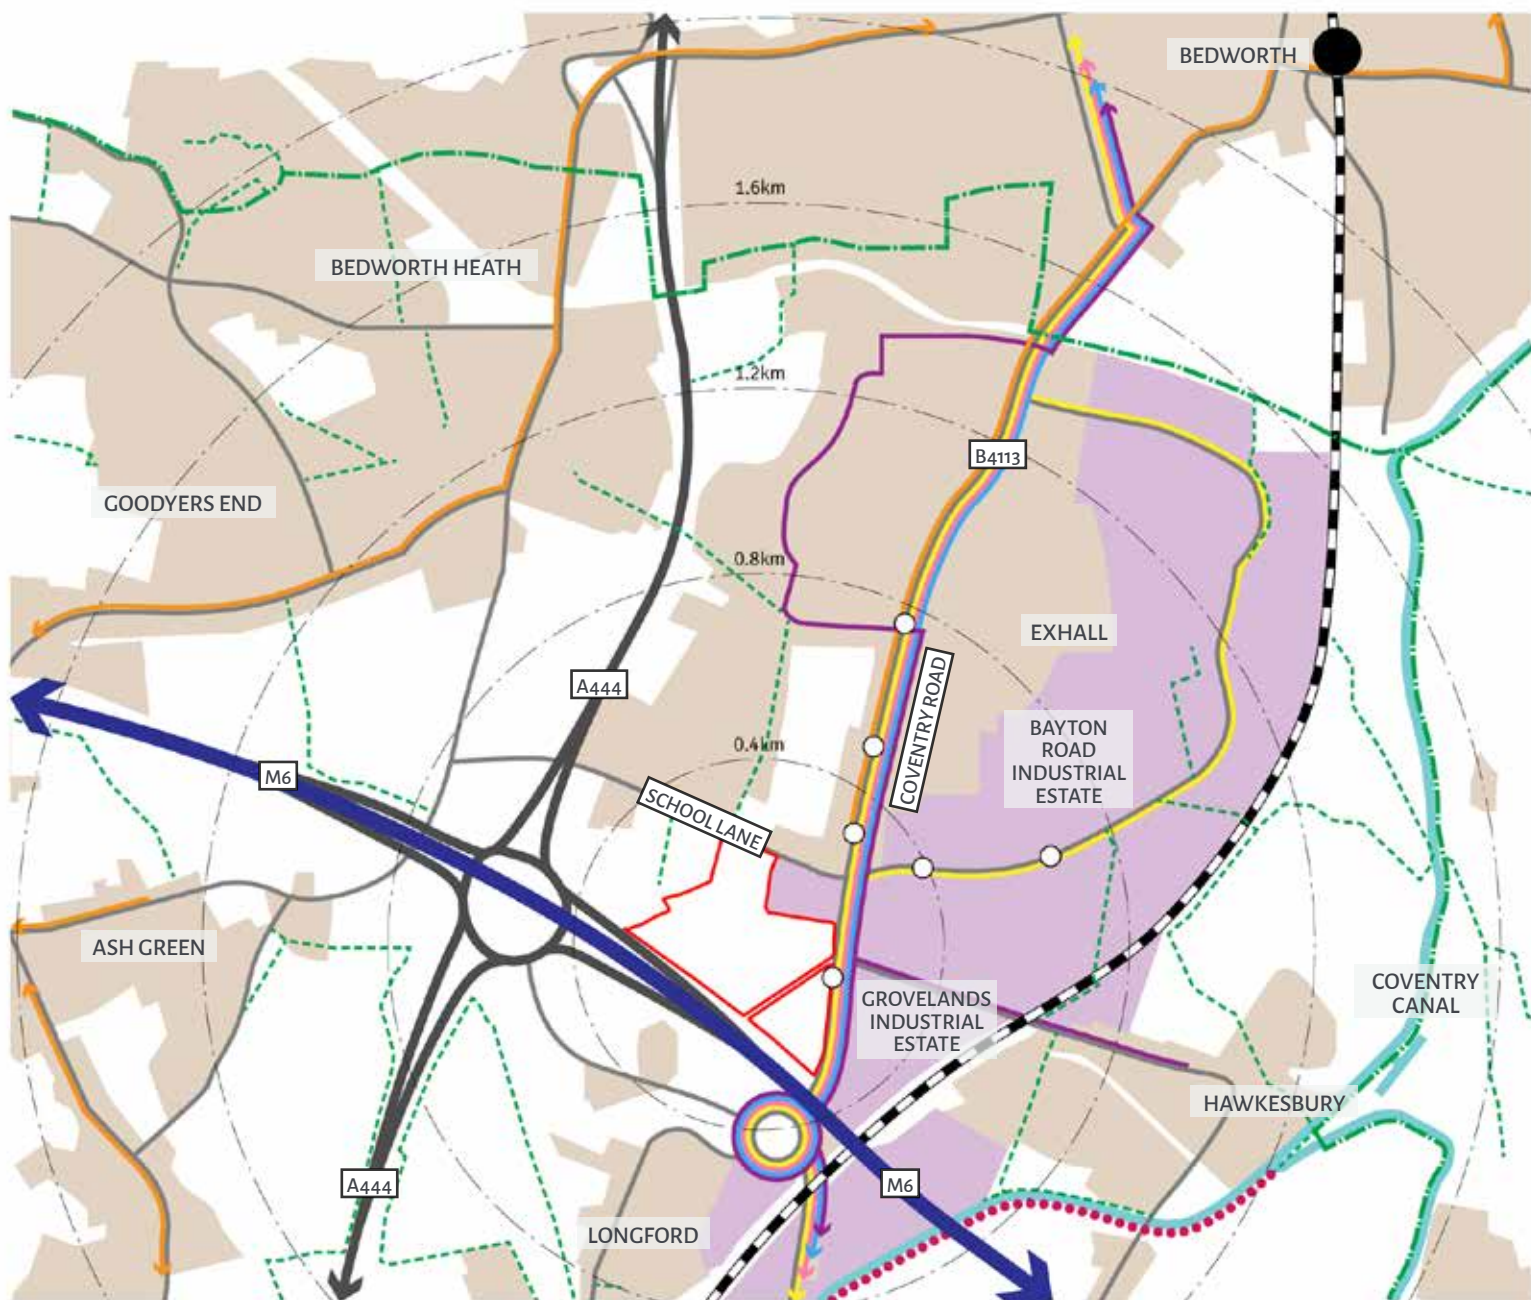 BEDWORTH
1.6km
BEDWORTH HEATH
1.2km
B4113
GOODYERS END
0.8km
EXHALL
A444
COVENTRY ROAD
BAYTON
ROAD
INDUSTRIAL
ESTATE
0.4km
M6
SCHOOL LANE
ASH GREEN
COVENTRY
CANAL
GROVELANDS
INDUSTRIAL
ESTATE
HAWKESBURY
A444
M6
LONGFORD